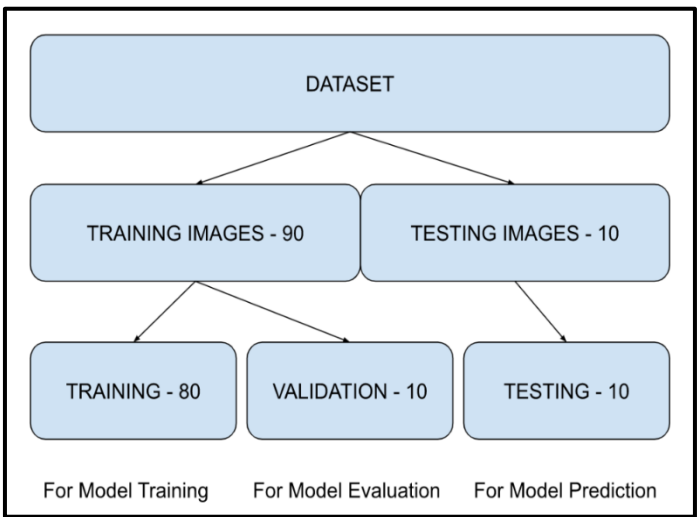 DATASET
TRAINING IMAGES - 90
TESTING IMAGES - 10
TRAINING - 80
VALIDATION - 10
TESTING - 10
For Model Training
For Model Evaluation
For Model Prediction